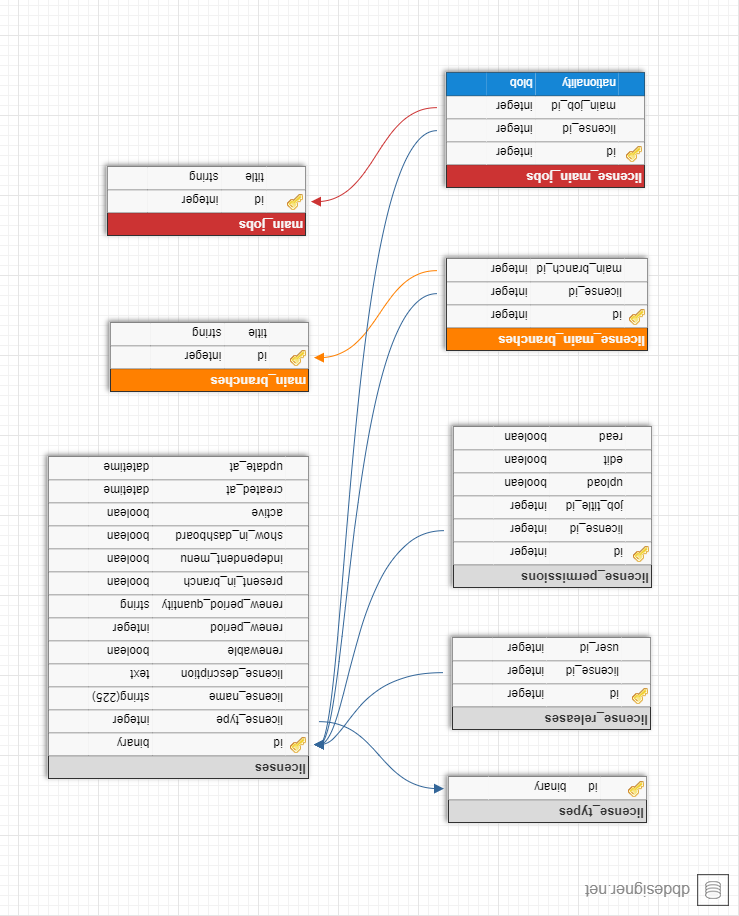 dbdesigner.net
license_types
id binary
licenses
id binary
license_type integer
license_name string(225)
license_description text
renewable boolean
renew_period integer
renew_period_quantity string
present_in_branch boolean
independent_menu boolean
show_in_dashboard boolean
active boolean
created_at datetime
update_at datetime
license_releases
id integer
license_id integer
user_id integer
license_permissions
id integer
license_id integer
job_title_id integer
upload boolean
edit boolean
read boolean
main_branches
id integer
title string
license_main_branches
id integer
license_id integer
main_branch_id integer
main_jobs
id integer
title string
license_main_jobs
id integer
license_id integer
main_job_id integer
nationality blob